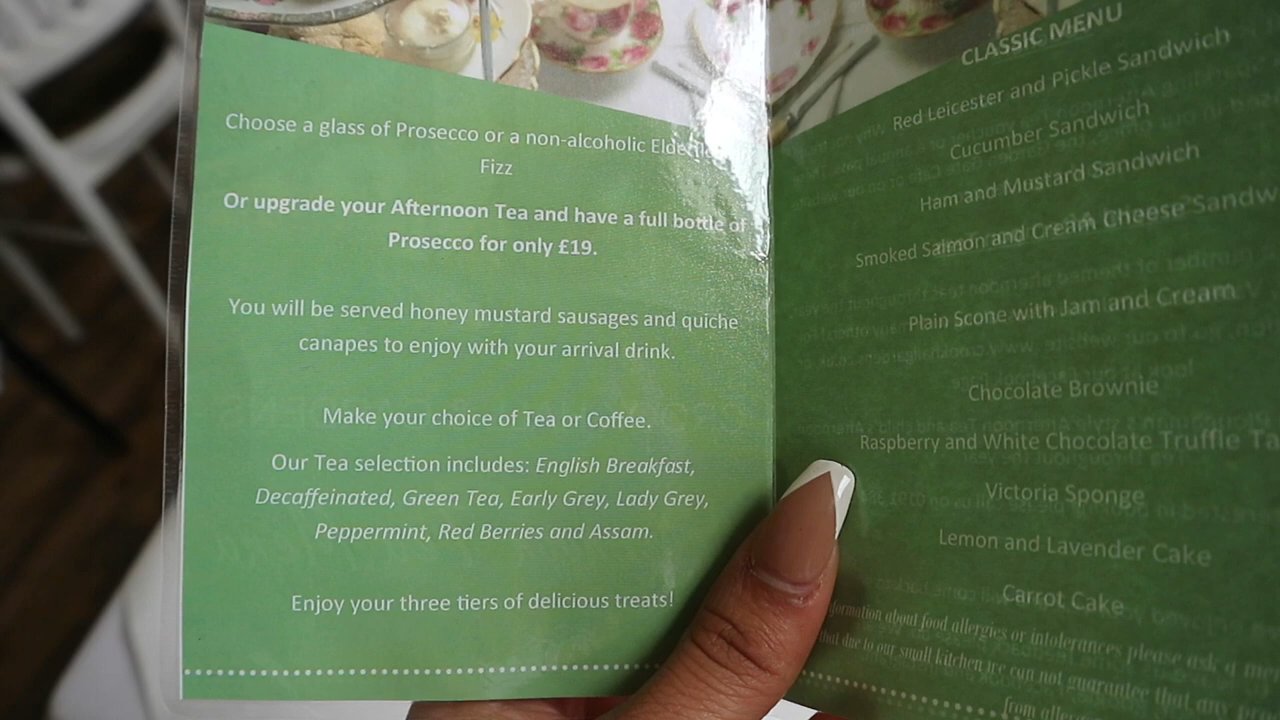 Choose a glass of Prosecco or a non-alcoholic
Fizz
Or upgrade your Afternoon Tea and have a full bottle of
Prosecco for only £19.
You will be served honey mustard sausages and quiche
canapes to enjoy with your arrival drink.
Make your choice of Tea or Coffee.
Our Tea selection includes: English Breakfast,
Decaffeinated, Green Tea, Early Grey, Lady Grey,
Peppermint, Red Berries and Assam.
Enjoy your three tiers of delicious treats!
CLASSIC MENU
Red Leicester and Pickle Sandwich
Cucumber Sandwich
Ham and Mustard Sandwich
Smoked Salmon and Cream Cheese
Plain Scone with Jam and Cream
Chocolate Brownie
Raspberry and White Chocolate Truffle
Victoria Sponge
Lemon and Lavender Cake
Carrot Cake
about food allergies or intolerances please ask a
that due to our small kitchen we can not guarantee that any
from